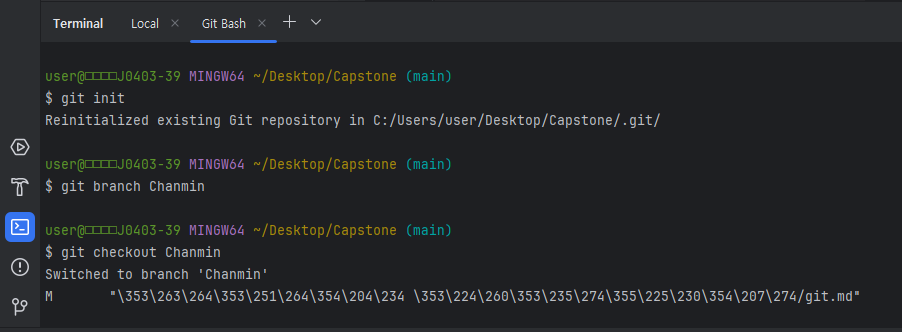 Terminal Local Git Bash
user@□□□□J0403-39 MINGW64 ~/Desktop/Capstone (main)
$ git init
Reinitialized existing Git repository in C:/Users/user/Desktop/Capstone/.git/
user@□□□□J0403-39 MINGW64 ~/Desktop/Capstone (main)
$ git branch Chanmin
user@□□□□J0403-39 MINGW64 ~/Desktop/Capstone (main)
$ git checkout Chanmin
Switched to branch 'Chanmin'
M "\353\263\264\353\251\264\354\204\234 \353\224\260\353\235\274\355\225\230\354\207\274/git.md"